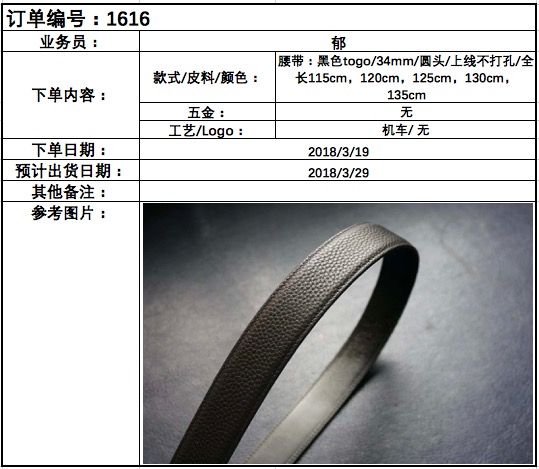 订单编号：1616
业务员：
郁
下单内容：
款式/皮料/颜色：
腰带：黑色togo/34mm/圆头/上线不打孔/全
长115cm，120cm，125cm，130cm，
135cm
五金：
无
工艺/Logo：
机车/ 无
下单日期：
2018/3/19
预计出货日期：
2018/3/29
其他备注：
参考图片：